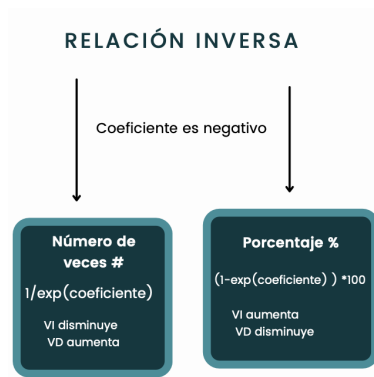 RELACIÓN INVERSA
Coeficiente es negativo
Número de
veces #
1/exp(coeficiente)
VI disminuye
VD aumenta
Porcentaje %
(1-exp(coeficiente) ) *100
VI aumenta
VD disminuye